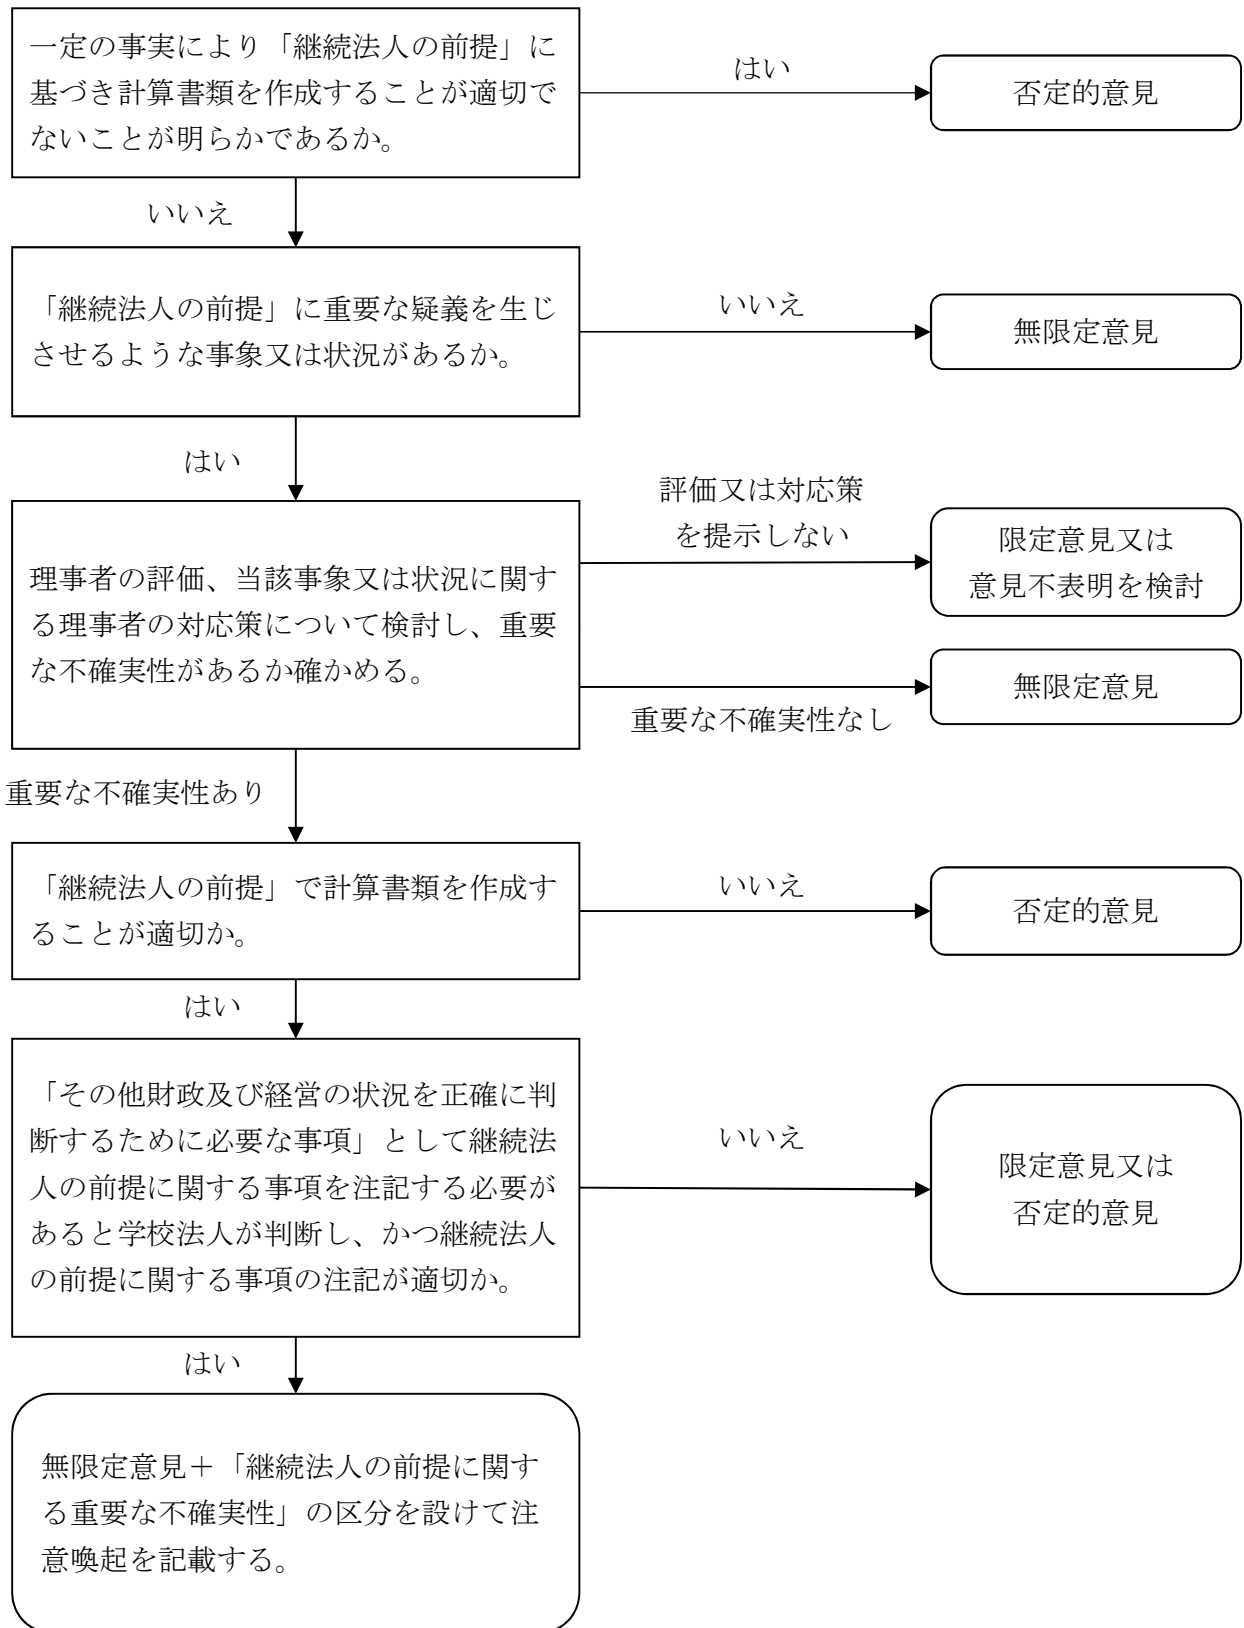 一定の事実により「継続法人の前提」に
基づき計算書類を作成することが適切で
ないことが明らかであるか。
はい
否定的意見
いいえ
「継続法人の前提」に重要な疑義を生じ
させるような事象又は状況があるか。
いいえ
無限定意見
はい
理事者の評価、当該事象又は状況に関す
る理事者の対応策について検討し、重要
な不確実性があるか確かめる。
評価又は対応策
を提示しない
限定意見又は
意見不表明を検討
無限定意見
重要な不確実性なし
重要な不確実性あり
「継続法人の前提」で計算書類を作成す
ることが適切か。
いいえ
否定的意見
はい
「その他財政及び経営の状況を正確に判
断するために必要な事項」として継続法
人の前提に関する事項を注記する必要が
あると学校法人が判断し、かつ継続法人
の前提に関する事項の注記が適切か。
いいえ
限定意見又は
否定的意見
はい
無限定意見＋「継続法人の前提に関す
る重要な不確実性」の区分を設けて注
意喚起を記載する。